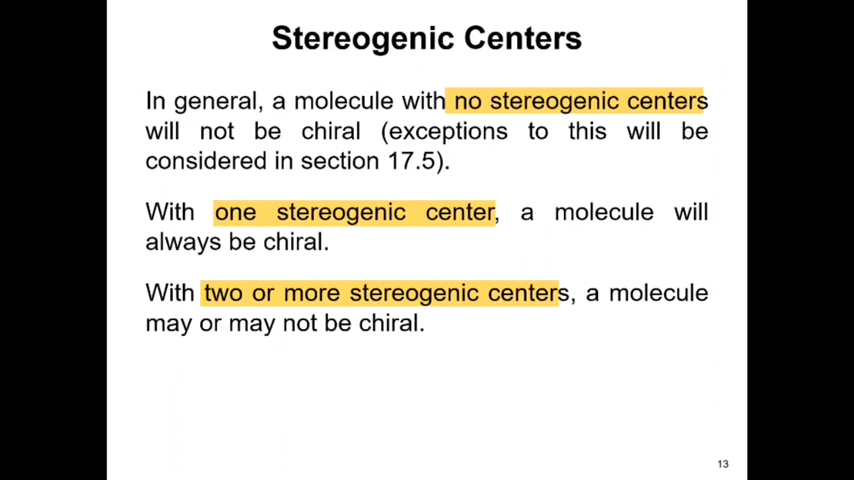 Stereogenic Centers
In general, a molecule with no stereogenic centers
will not be chiral (exceptions to this will be
considered in section 17.5).
With one stereogenic center, a molecule will
always be chiral.
With two or more stereogenic centers, a molecule
may or may not be chiral.
13